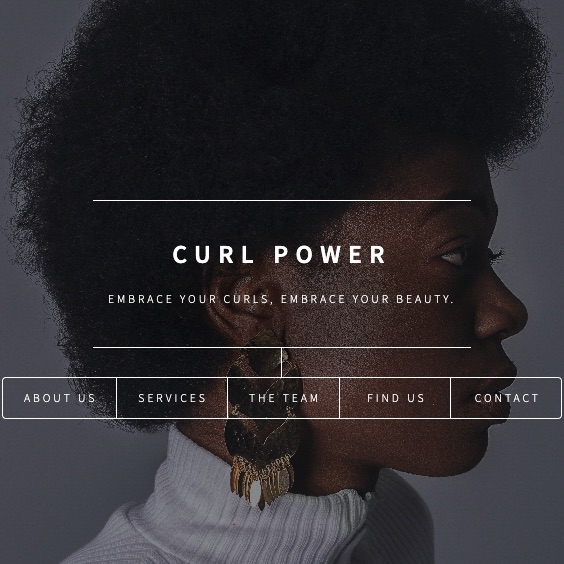 CURL POWER
EMBRACE YOUR CURLS, EMBRACE YOUR BEAUTY.
ABOUT US
SERVICES
THE TEAM
FIND US
CONTACT